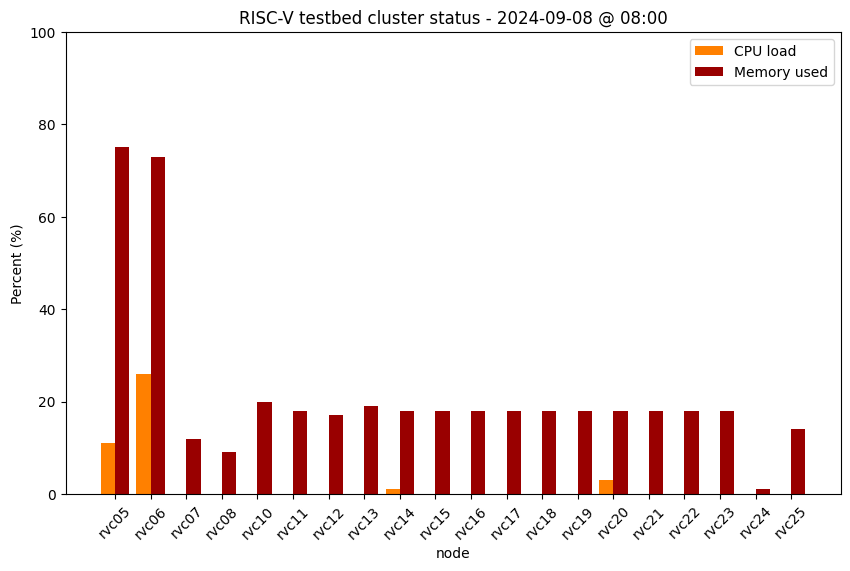 RISC-V testbed cluster status - 2024-09-08 @ 08:00
CPU load
Memory used
Percent (%)
100
80
60
40
20
0
rvc05 rvc06 rvc07 rvc08 rvc10 rvc11 rvc12 rvc13 rvc14 rvc15 rvc16 rvc17 rvc18 rvc19 rvc20 rvc21 rvc22 rvc23 rvc24 rvc25
node